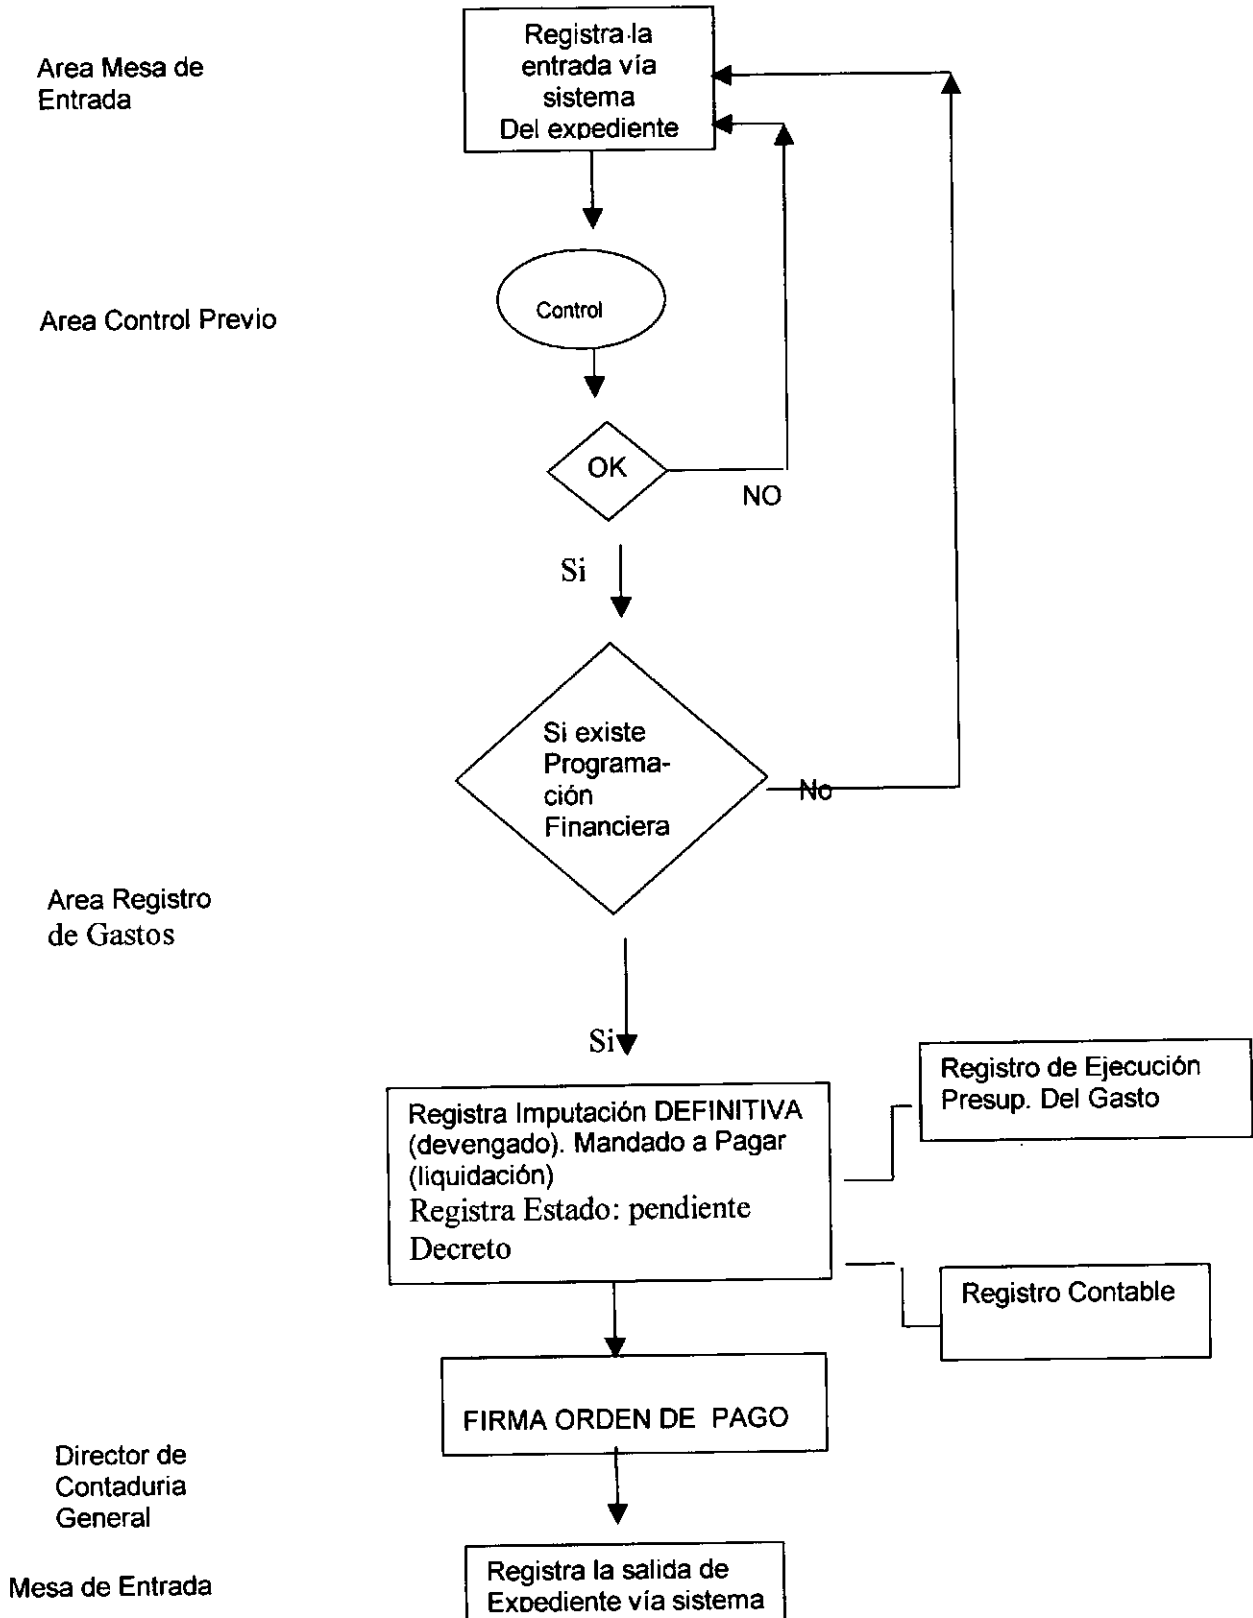 Registra la
entrada vía
sistema
Del expediente
Area Mesa de
Entrada
Control
Area Control Previo
OK
NO
Si
Si existe
Programa-
ción
Financiera
No
Area Registro
de Gastos
Si
Registro de Ejecución
Presup. Del Gasto
Registra Imputación DEFINITIVA
(devengado). Mandado a Pagar
(liquidación)
Registra Estado: pendiente
Decreto
Registro Contable
FIRMA ORDEN DE PAGO
Director de
Contaduria
General
Mesa de Entrada
Registra la salida de
Expediente vía sistema